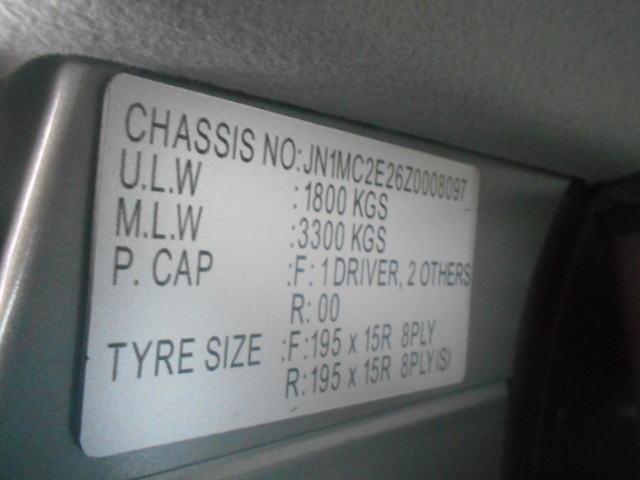 CHASSIS NO:JN1MC2E26Z0008097
U.L.W :1800 KGS
M.L.W :3300 KGS
P. CAP :F: 1 DRIVER, 2 OTHERS
R: 00
TYRE SIZE :F:195 x 15R 8PLY
R:195 x 15R 8PLY(S)